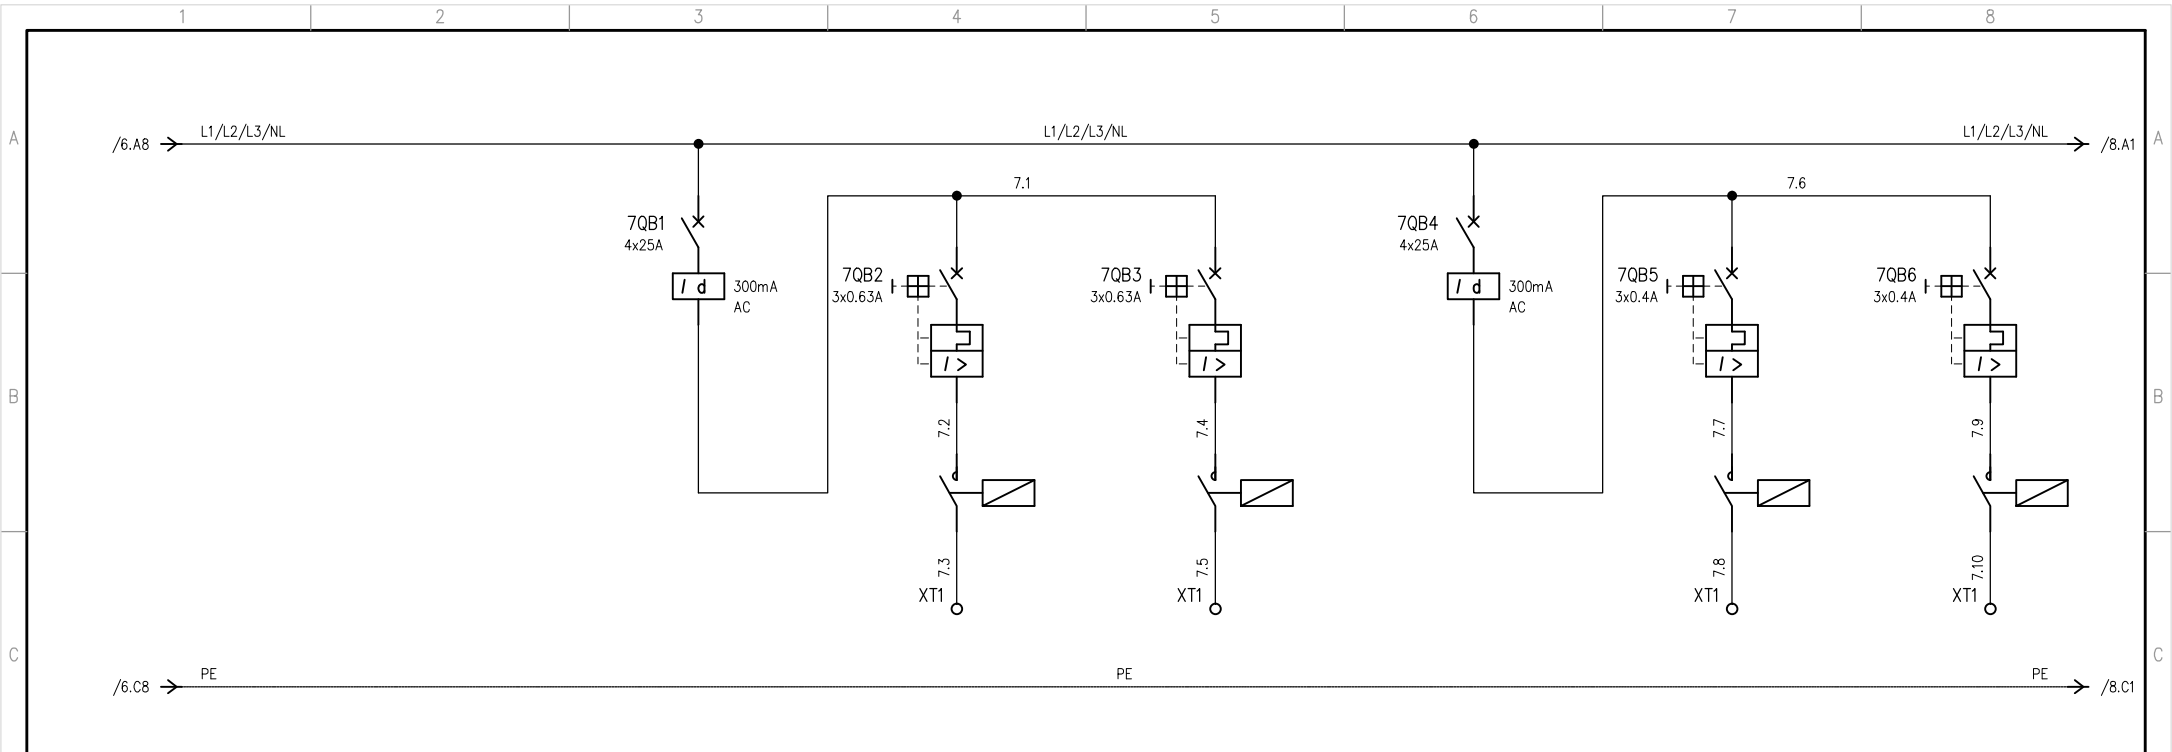 1 2 3 4 5 6 7 8
A A
L1/L2/L3/NL L1/L2/L3/NL L1/L2/L3/NL
/6.A8 /8.A1
7.1 7.6
7QB1
4x25A
I d
300mA
AC
7QB2
3x0.63A
I >
7QB3
3x0.63A
I >
7QB4
4x25A
I d
300mA
AC
7QB5
3x0.4A
I >
7QB6
3x0.4A
I >
B B
7.2 7.4 7.7 7.9
7.3 7.5 7.8 7.10
XT1 XT1 XT1 XT1
C C
PE PE PE
/6.C8 /8.C1